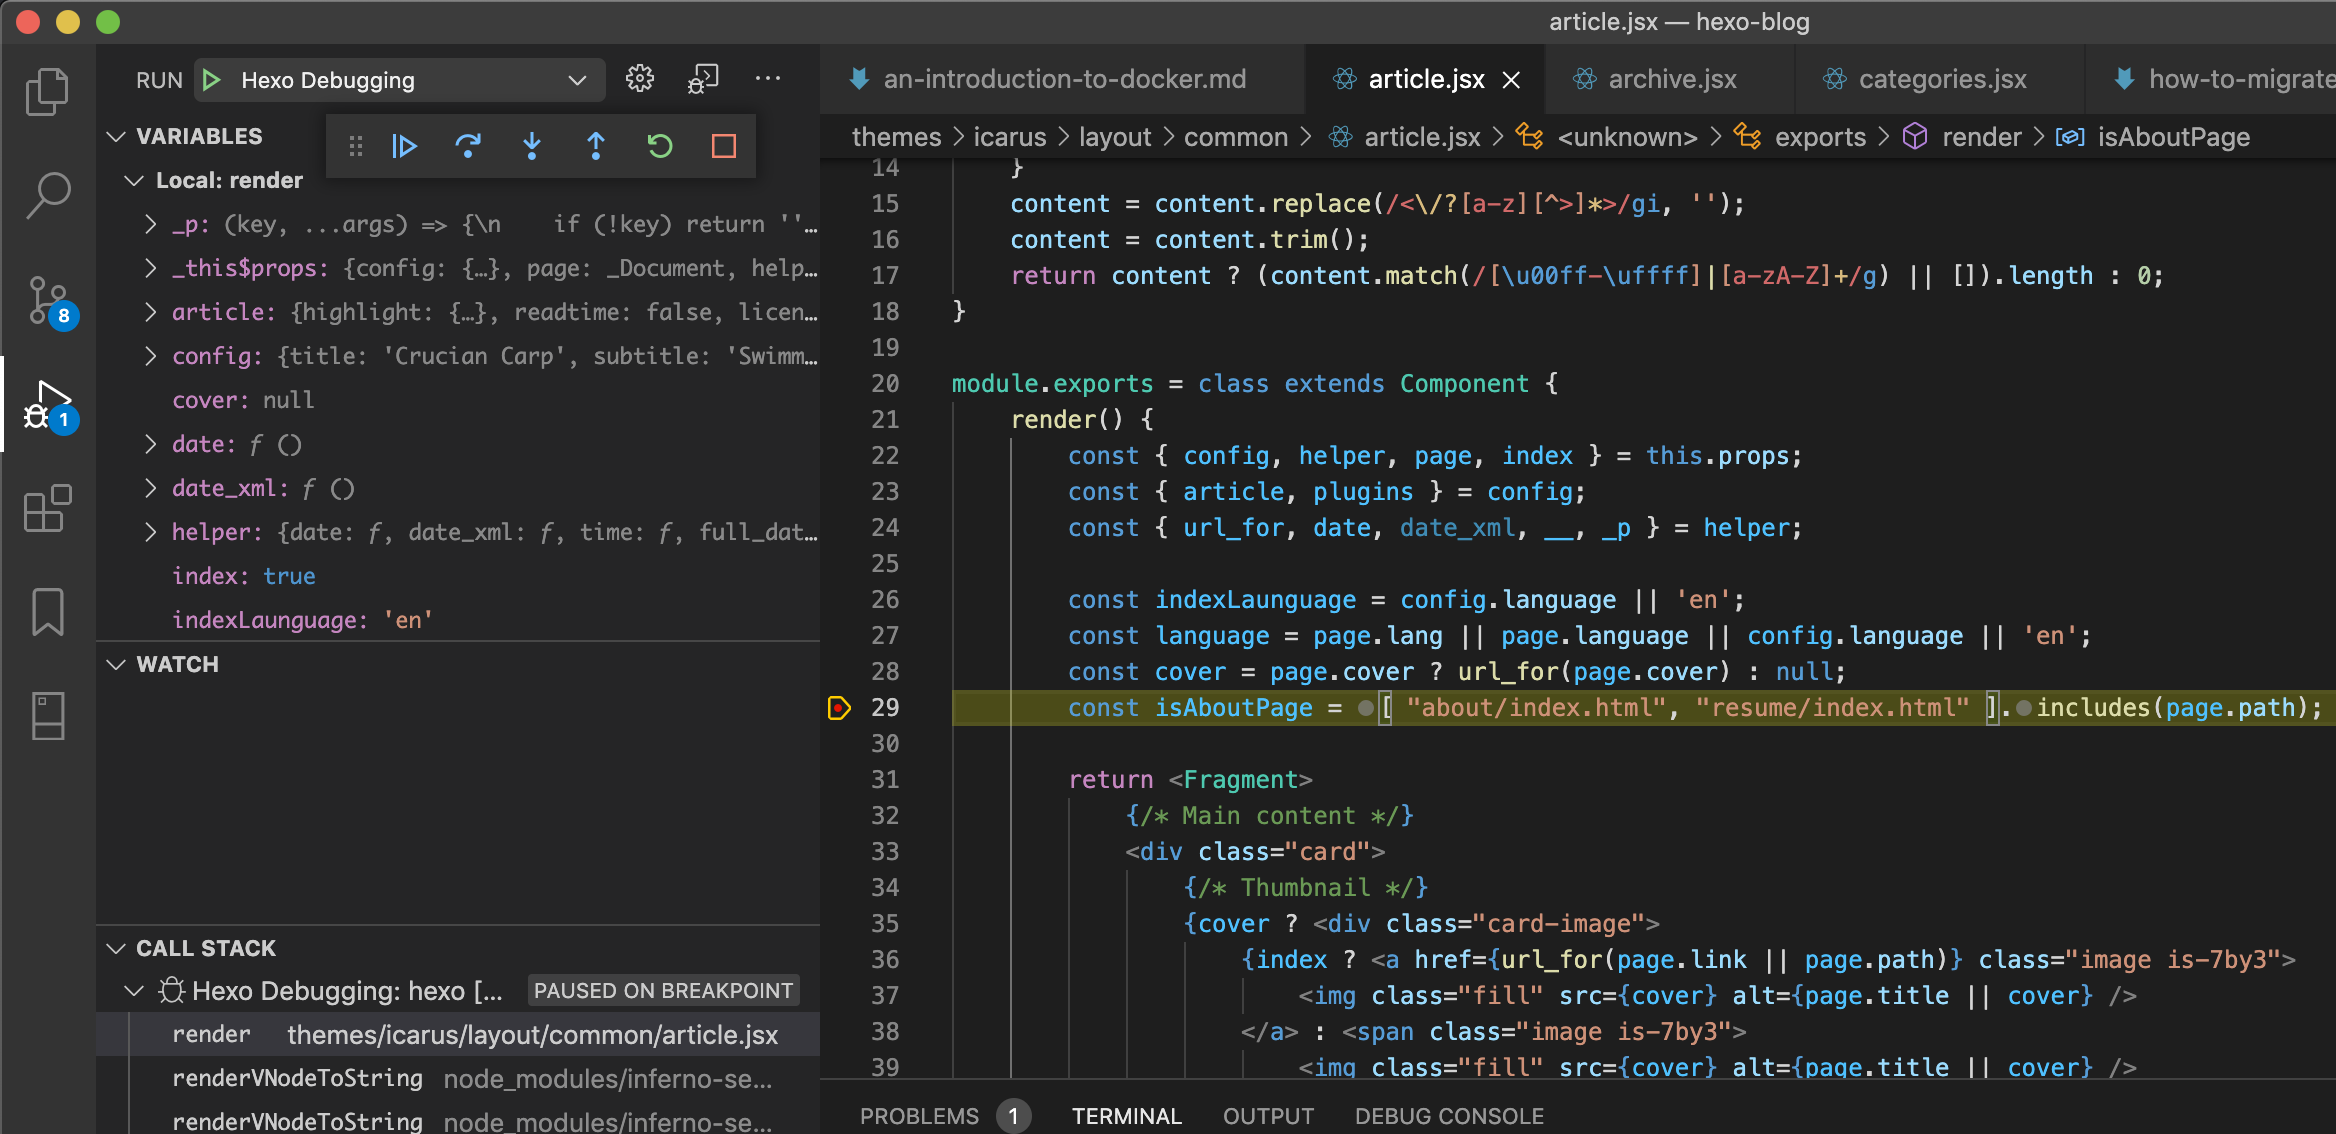 article.jsx — hexo-blog
RUN Hexo Debugging
an-introduction-to-docker.md article.jsx archive.jsx categories.jsx how-to-migrate
themes > icarus > layout > common > article.jsx > <unknown> > exports > render > isAboutPage
VARIABLES
Local: render
_p: (key, ...args) => {\n    if (!key) return ''…
_this$props: {config: {…}, page: _Document, help…
article: {highlight: {…}, readtime: false, licen…
config: {title: 'Crucian Carp', subtitle: 'Swimm…
cover: null
date: ƒ ()
date_xml: ƒ ()
helper: {date: ƒ, date_xml: ƒ, time: ƒ, full_dat…
index: true
indexLaunguage: 'en'
8
1
WATCH
CALL STACK
Hexo Debugging: hexo [… PAUSED ON BREAKPOINT
render themes/icarus/layout/common/article.jsx
renderVNodeToString node_modules/inferno-se…
renderVNodeToString node_modules/inferno-se…
14     }
15     content = content.replace(/<\/?[a-z][^>]*>/gi, '');
16     content = content.trim();
17     return content ? (content.match(/[\u00ff-\uffff]|[a-zA-Z]+/g) || []).length : 0;
18 }
19
20 module.exports = class extends Component {
21     render() {
22         const { config, helper, page, index } = this.props;
23         const { article, plugins } = config;
24         const { url_for, date, date_xml, __, _p } = helper;
25
26         const indexLaunguage = config.language || 'en';
27         const language = page.lang || page.language || config.language || 'en';
28         const cover = page.cover ? url_for(page.cover) : null;
29         const isAboutPage = [ "about/index.html", "resume/index.html" ].includes(page.path);
30
31         return <Fragment>
32             {/* Main content */}
33             <div class="card">
34                 {/* Thumbnail */}
35                 {cover ? <div class="card-image">
36                     {index ? <a href={url_for(page.link || page.path)} class="image is-7by3">
37                         <img class="fill" src={cover} alt={page.title || cover} />
38                     </a> : <span class="image is-7by3">
39                         <img class="fill" src={cover} alt={page.title || cover} />
PROBLEMS 1 TERMINAL OUTPUT DEBUG CONSOLE